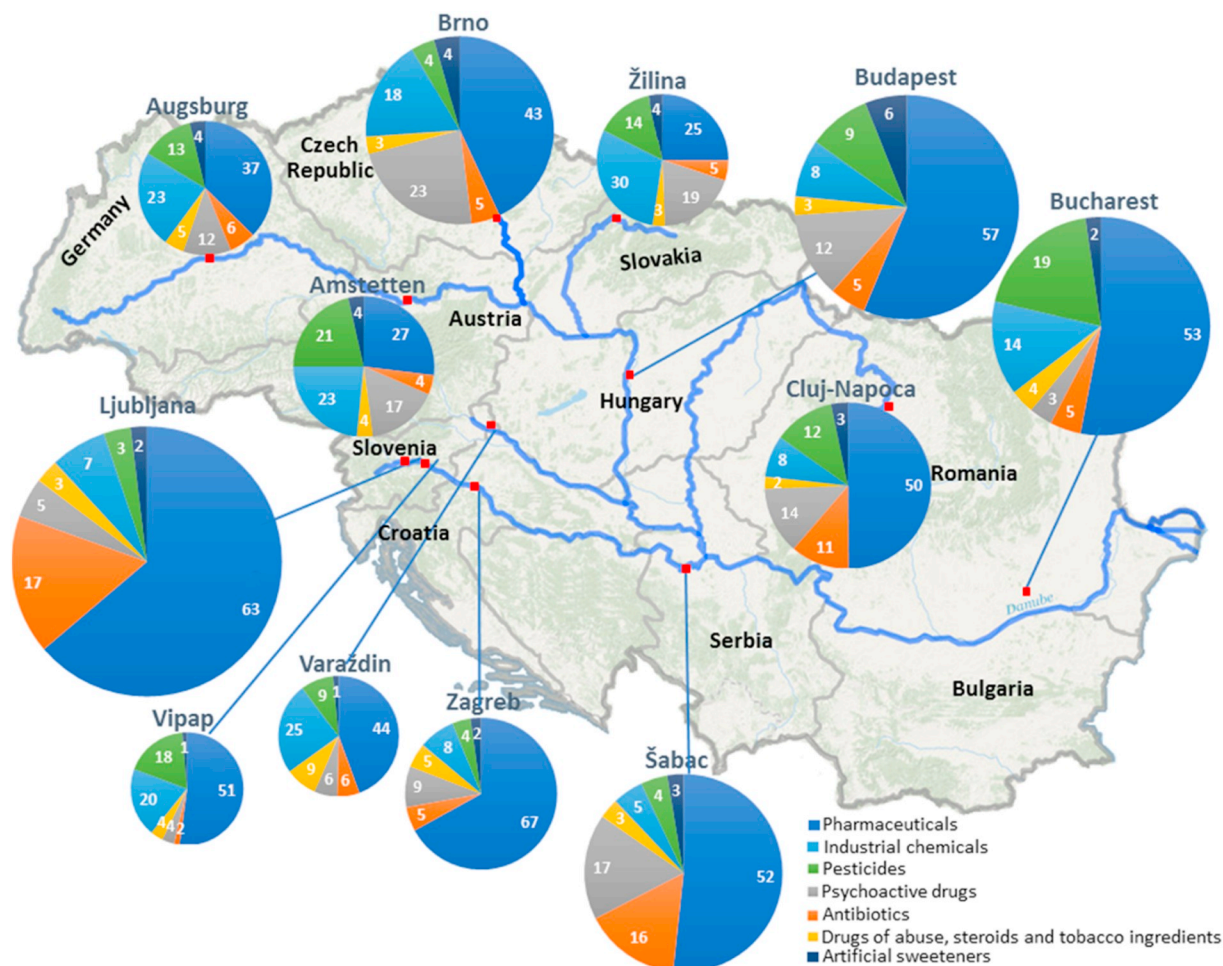 Brno
4
4
18
43
3
23
5
Czech
Republic
Augsburg
4
13
37
23
5
12
6
Germany
Žilina
4
14
25
5
30
3
19
Slovakia
Budapest
6
9
8
3
12
5
57
Bucharest
2
19
14
4
3
5
53
Amstetten
4
21
27
4
23
4
17
Austria
Hungary
Cluj-Napoca
3
12
8
2
14
11
50
Romania
Ljubljana
2
3
7
3
5
17
63
Slovenia
Croatia
Serbia
Danube
Bulgaria
Varaždin
1
9
25
44
9
6
6
Vipap
1
18
20
51
4
4
2
Zagreb
2
4
8
5
9
5
67
Šabac
3
4
5
3
17
16
52
Pharmaceuticals
Industrial chemicals
Pesticides
Psychoactive drugs
Antibiotics
Drugs of abuse, steroids and tobacco ingredients
Artificial sweeteners